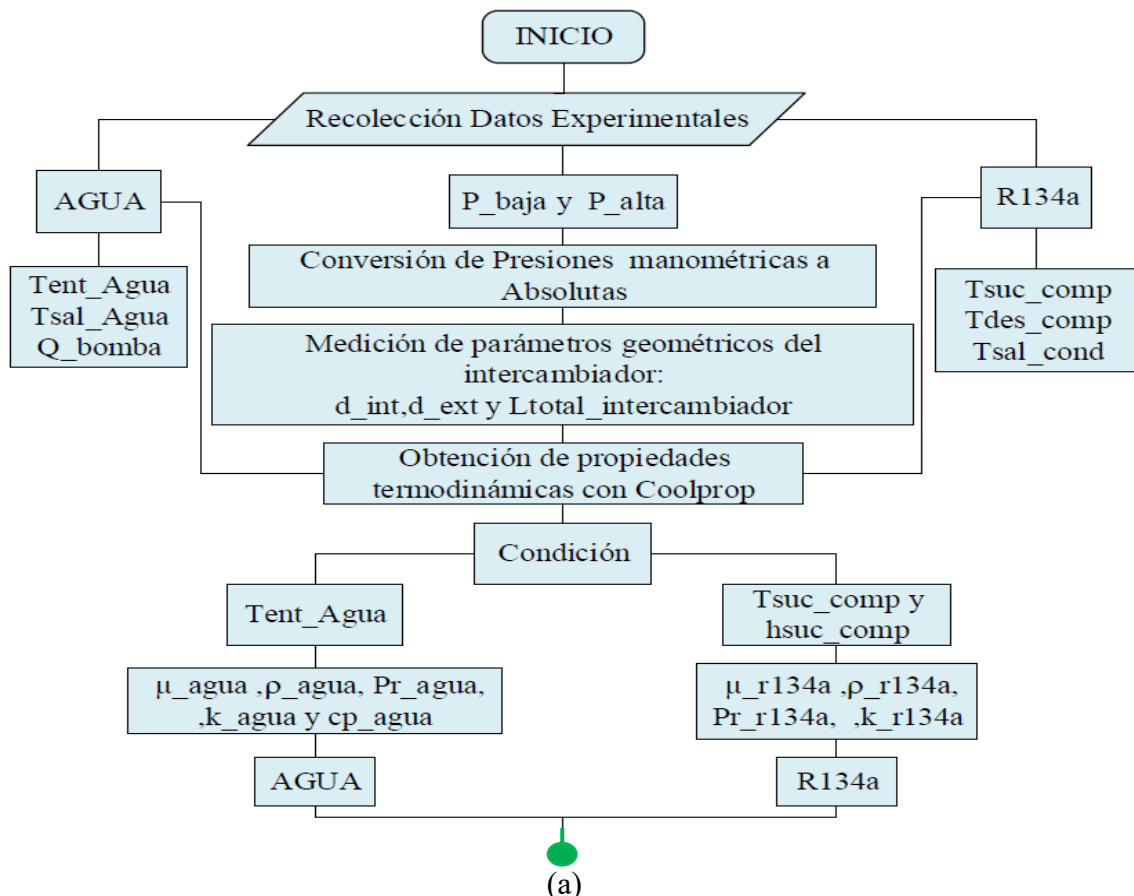 INICIO
Recolección Datos Experimentales
AGUA
P_baja y P_alta
R134a
Conversión de Presiones manométricas a
Absolutas
Tent_Agua
Tsal_Agua
Q_bomba
Tsuc_comp
Tdes_comp
Tsal_cond
Medición de parámetros geométricos del
intercambiador:
d_int,d_ext y Ltotal_intercambiador
Obtención de propiedades
termodinámicas con Coolprop
Condición
Tent_Agua
Tsuc_comp y
hsuc_comp
μ_agua ,ρ_agua, Pr_agua,
,k_agua y cp_agua
μ_r134a ,ρ_r134a,
Pr_r134a, ,k_r134a
AGUA
R134a
(a)